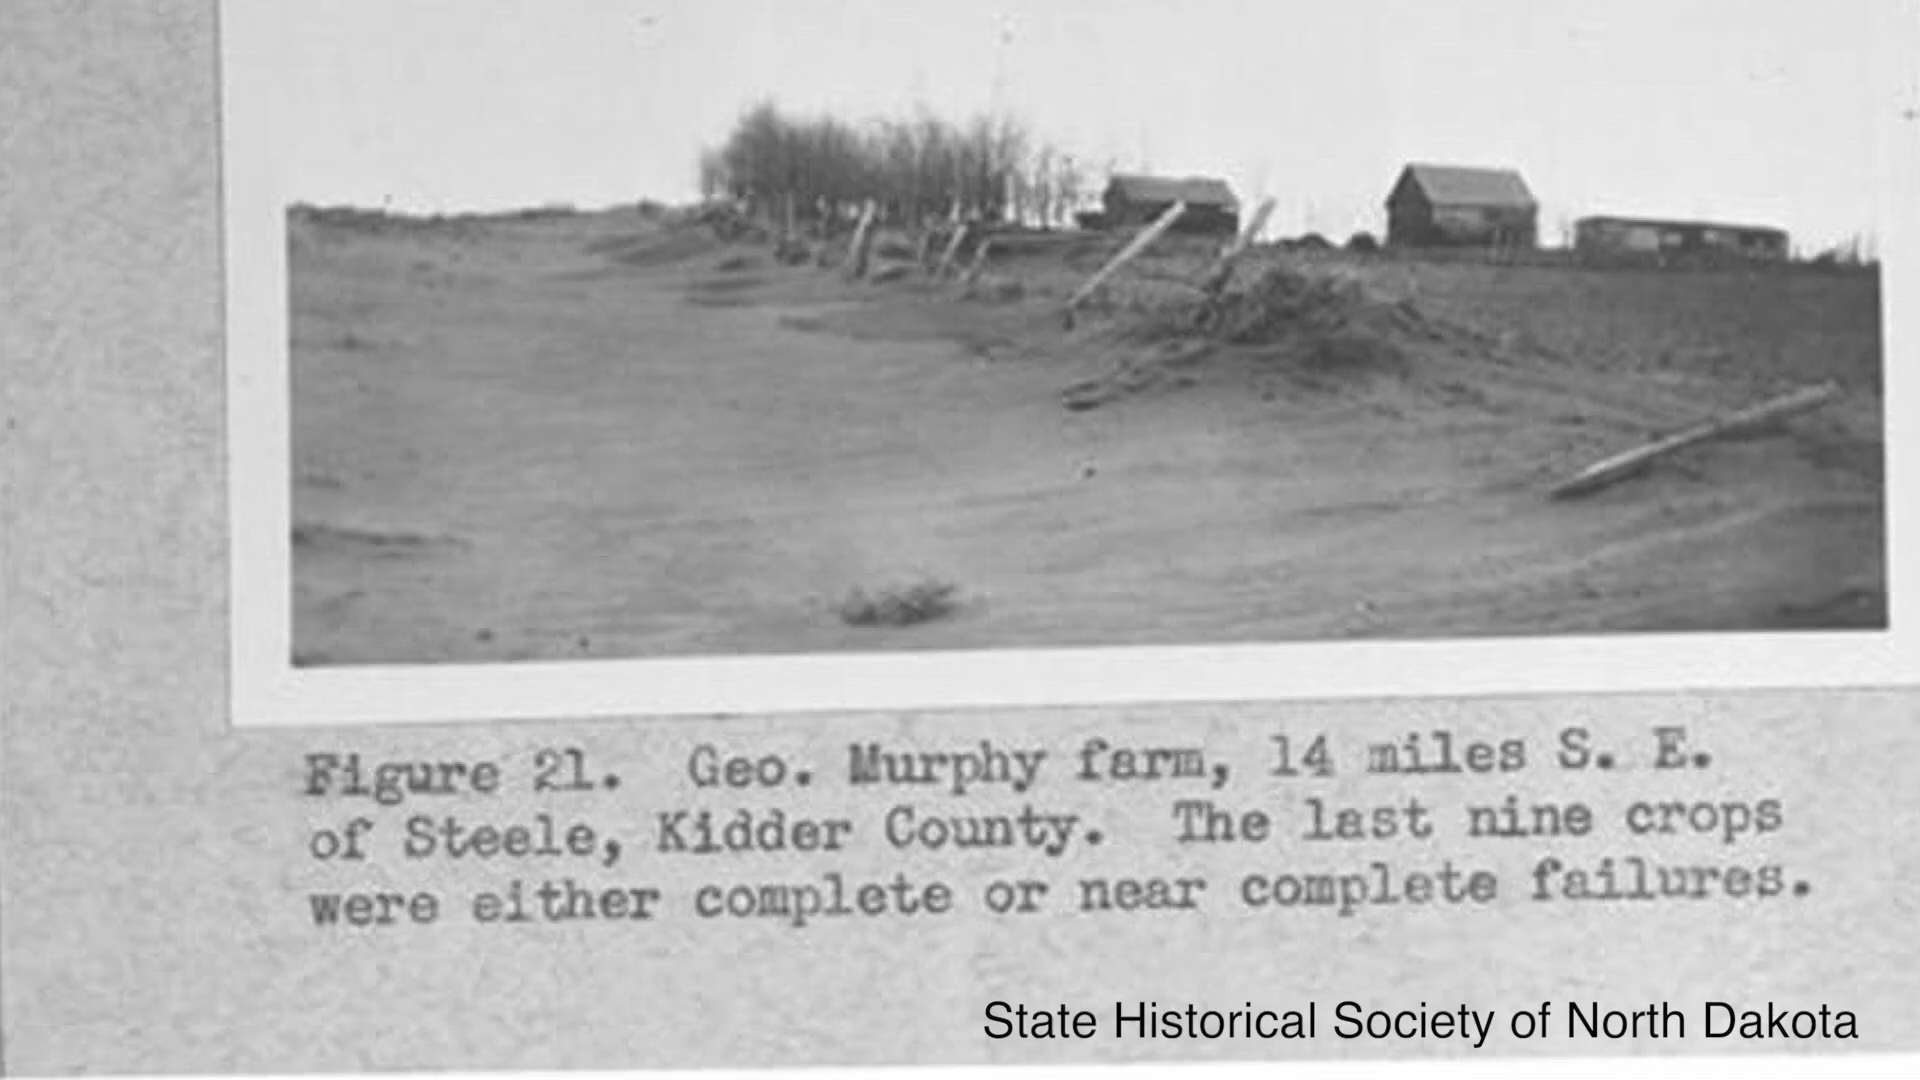 Figure 21. Geo. Murphy farm, 14 miles S. E.
of Steele, Kidder County. The last nine crops
were either complete or near complete failures.
State Historical Society of North Dakota